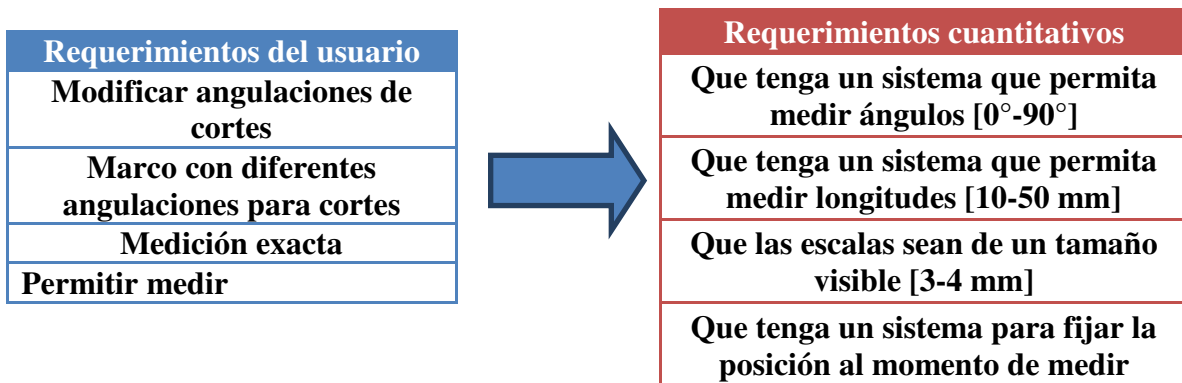 Requerimientos del usuario
Modificar angulaciones de
cortes
Marco con diferentes
angulaciones para cortes
Medición exacta
Permitir medir
Requerimientos cuantitativos
Que tenga un sistema que permita
medir ángulos [0°-90°]
Que tenga un sistema que permita
medir longitudes [10-50 mm]
Que las escalas sean de un tamaño
visible [3-4 mm]
Que tenga un sistema para fijar la
posición al momento de medir